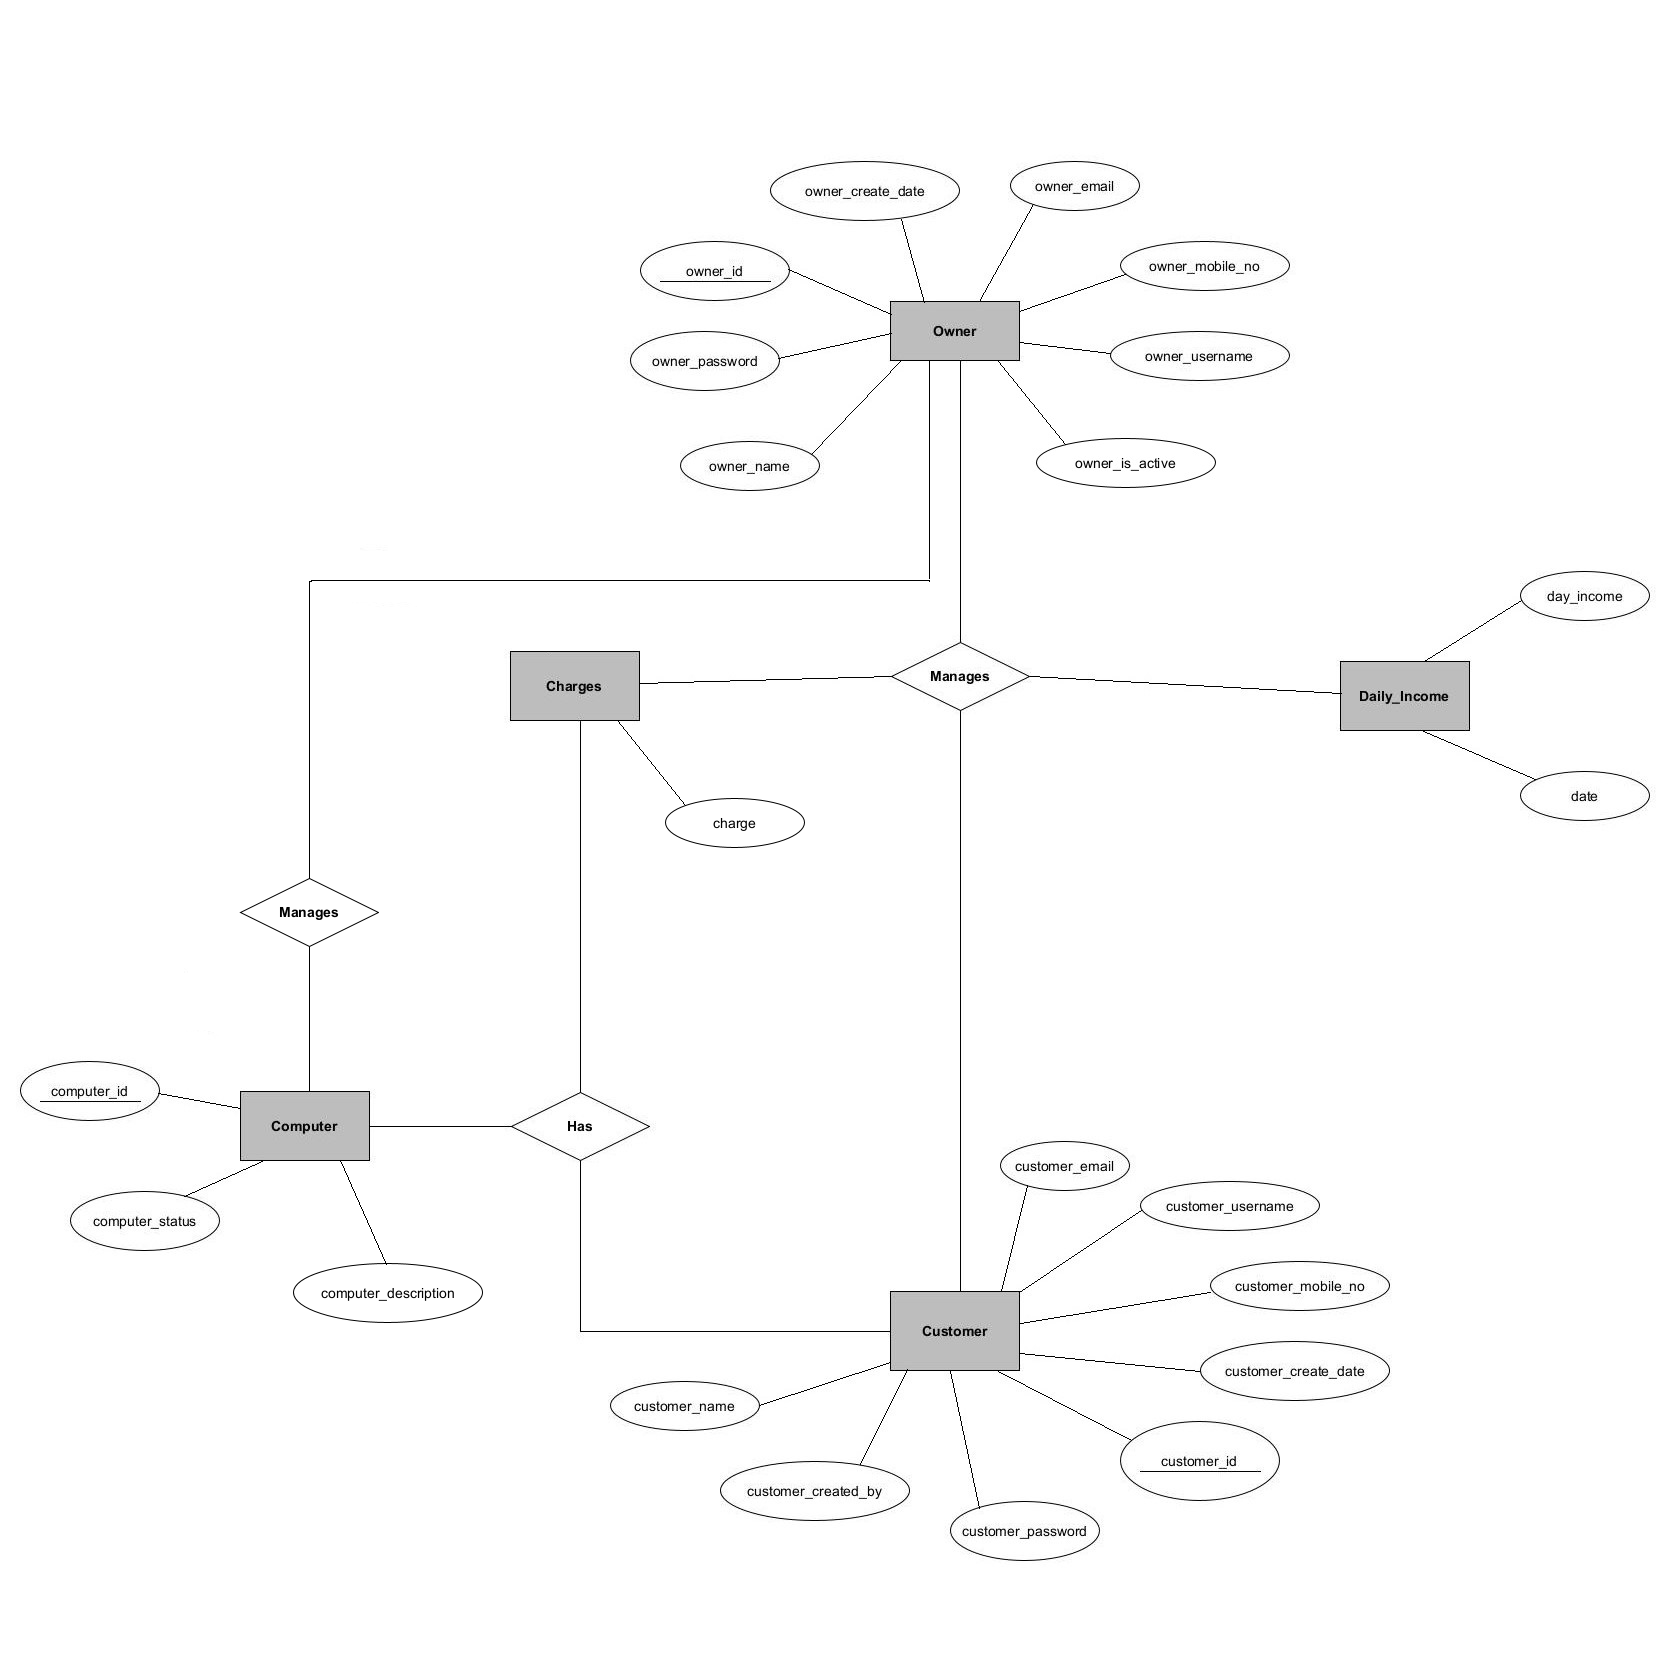 owner_create_date
owner_email
owner_id
owner_mobile_no
Owner
owner_password
owner_username
owner_name
owner_is_active
day_income
Charges
Manages
Daily_Income
charge
date
Manages
computer_id
Computer
Has
customer_email
computer_status
customer_username
computer_description
customer_mobile_no
Customer
customer_create_date
customer_name
customer_id
customer_created_by
customer_password